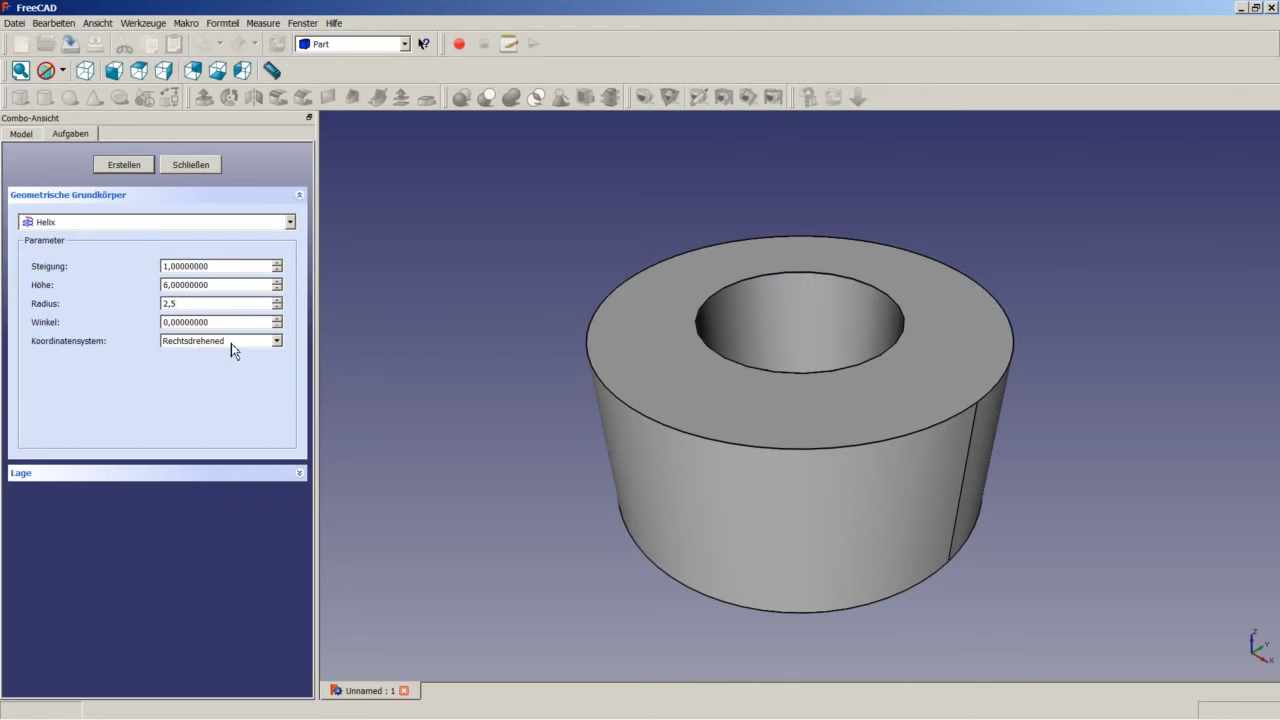 FreeCAD
Datei Bearbeiten Ansicht Werkzeuge Makro Formteil Measure Fenster Hilfe
Part
Combo-Ansicht
Model Aufgaben
Erstellen Schließen
Geometrische Grundkörper
Helix
Parameter
Steigung: 1,00000000
Höhe: 6,00000000
Radius: 2,5
Winkel: 0,00000000
Koordinatensystem: Rechtsdrehened
Lage
Z
Y
X
Unnamed : 1